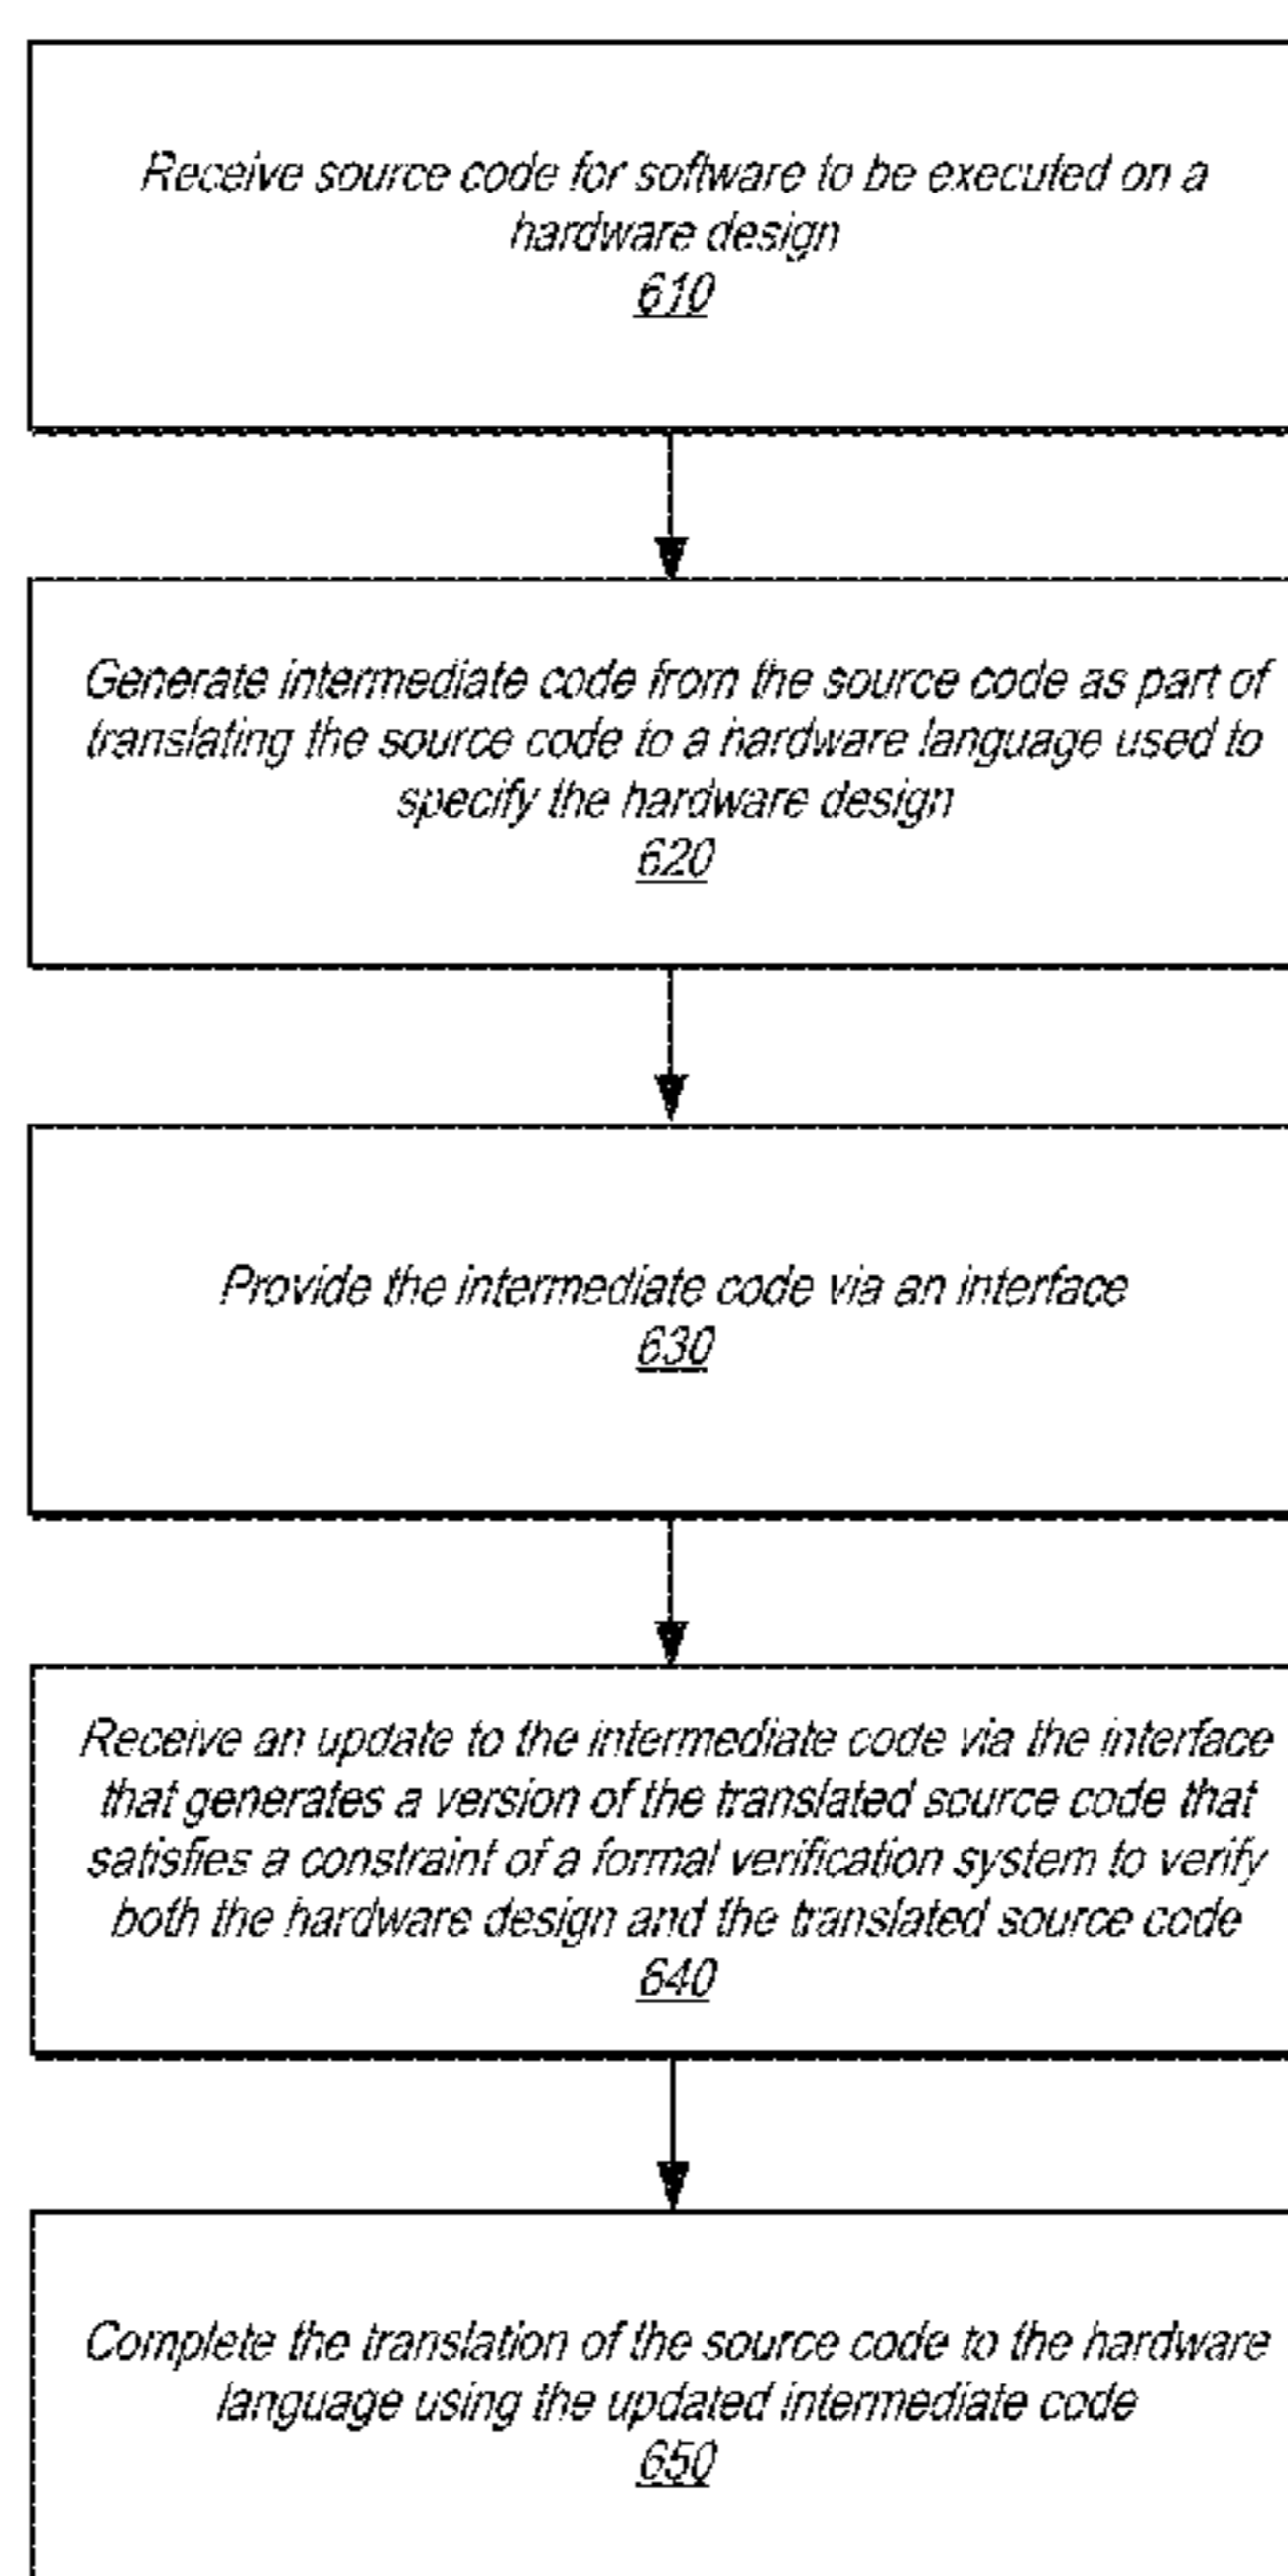 Receive source code for software to be executed on a
hardware design
610
Generate intermediate code from the source code as part of
translating the source code to a hardware language used to
specify the hardware design
620
Provide the intermediate code via an interface
630
Receive an update to the intermediate code via the interface
that generates a version of the translated source code that
satisfies a constraint of a formal verification system to verify
both the hardware design and the translated source code
640
Complete the translation of the source code to the hardware
language using the updated intermediate code
650